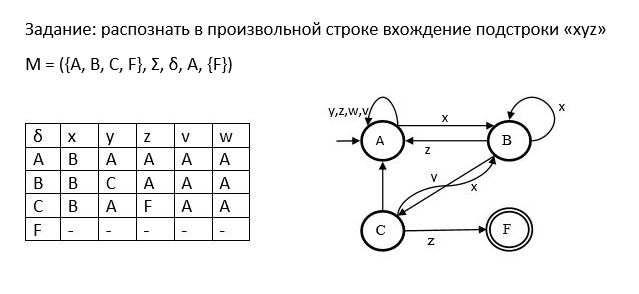 Задание: распознать в произвольной строке вхождение подстроки «xyz»
M = ({A, B, C, F}, Σ, δ, A, {F})
δ x y z v w
A B A A A A
B B C A A A
C B A F A A
F - - - - -
y,z,w,v
x
x
A
B
z
y
x
C
z
F